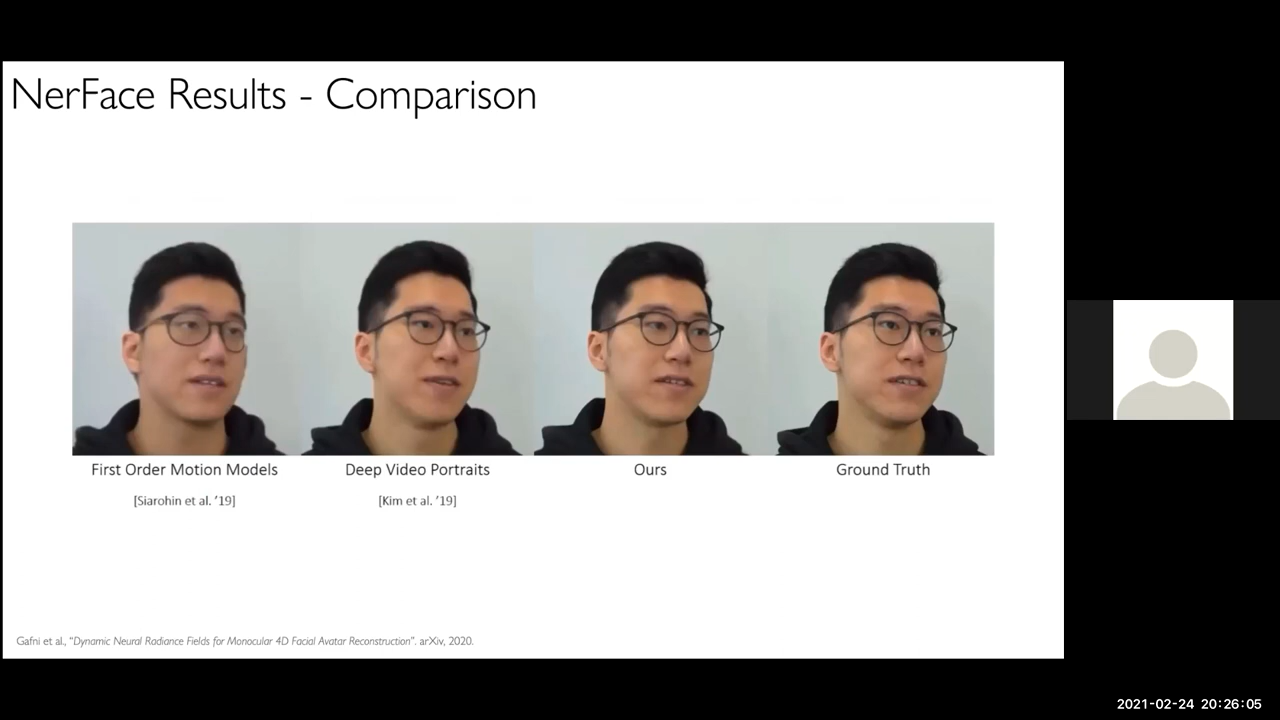 NerFace Results - Comparison
First Order Motion Models
Deep Video Portraits
Ours
Ground Truth
[Siarohin et al. ’19]
[Kim et al. ’19]
Gafni et al., “Dynamic Neural Radiance Fields for Monocular 4D Facial Avatar Reconstruction”. arXiv, 2020.
2021-02-24 20:26:05